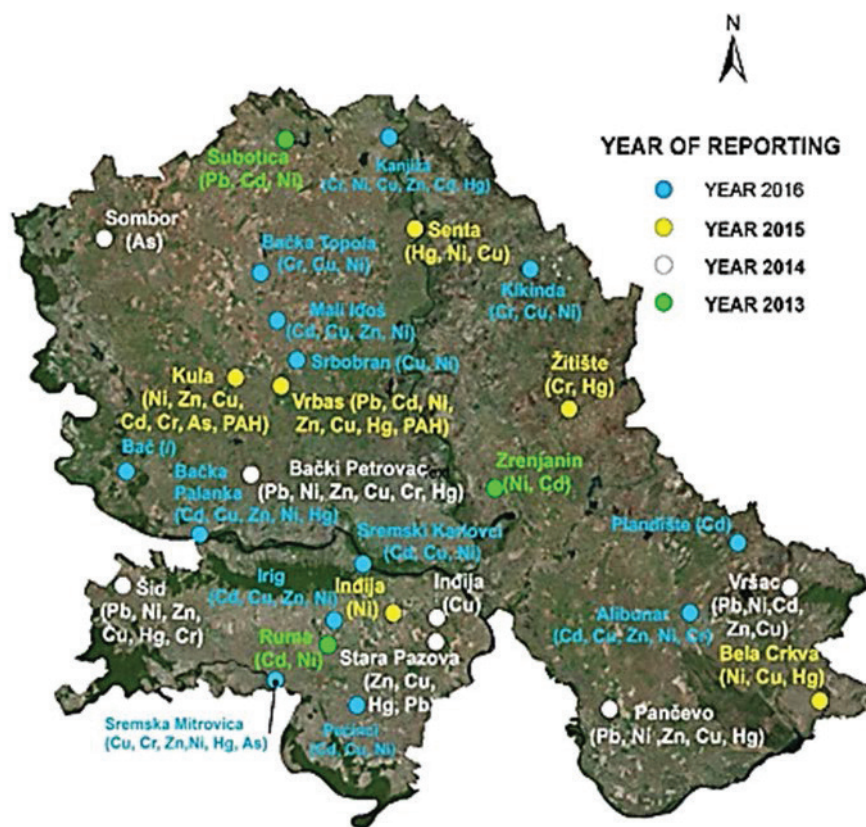 N
YEAR OF REPORTING
YEAR 2016
YEAR 2015
YEAR 2014
YEAR 2013
Subotica
(Pb, Cd, Ni)
Kanjiža
(Cr, Ni, Cu, Zn, Cd, Hg)
Sombor
(As)
Senta
(Hg, Ni, Cu)
Bačka Topola
(Cr, Cu, Ni)
Kikinda
(Cr, Cu, Ni)
Mali Iđoš
(Cd, Cu, Zn, Ni)
Srbobran (Cu, Ni)
Žitište
(Cr, Hg)
Kula
(Ni, Zn, Cu,
Cd, Cr, As, PAH)
Vrbas (Pb, Cd, Ni,
Zn, Cu, Hg, PAH)
Bač (/)
Bačka
Palanka
(Cd, Cu, Zn, Ni, Hg)
Bački Petrovac
(Pb, Ni, Zn, Cu, Cr, Hg)
Zrenjanin
(Ni, Cd)
Sremski Karlovci
(Cd, Cu, Ni)
Plandište (Cd)
Šid
(Pb, Ni, Zn,
Cu, Hg, Cr)
Irig
(Cd, Cu, Zn, Ni)
Inđija
(Ni)
Inđija
(Cu)
Vršac
(Pb,Ni,Cd,
Zn,Cu)
Alibunar
(Cd, Cu, Zn, Ni, Cr)
Ruma
(Cd, Ni)
Stara Pazova
(Zn, Cu,
Hg, Pb
Bela Crkva
(Ni, Cu, Hg)
Sremska Mitrovica
(Cu, Cr, Zn,Ni, Hg, As)
Pećinci
(Cd, Cu, Ni)
Pančevo
(Pb, Ni ,Zn, Cu, Hg)